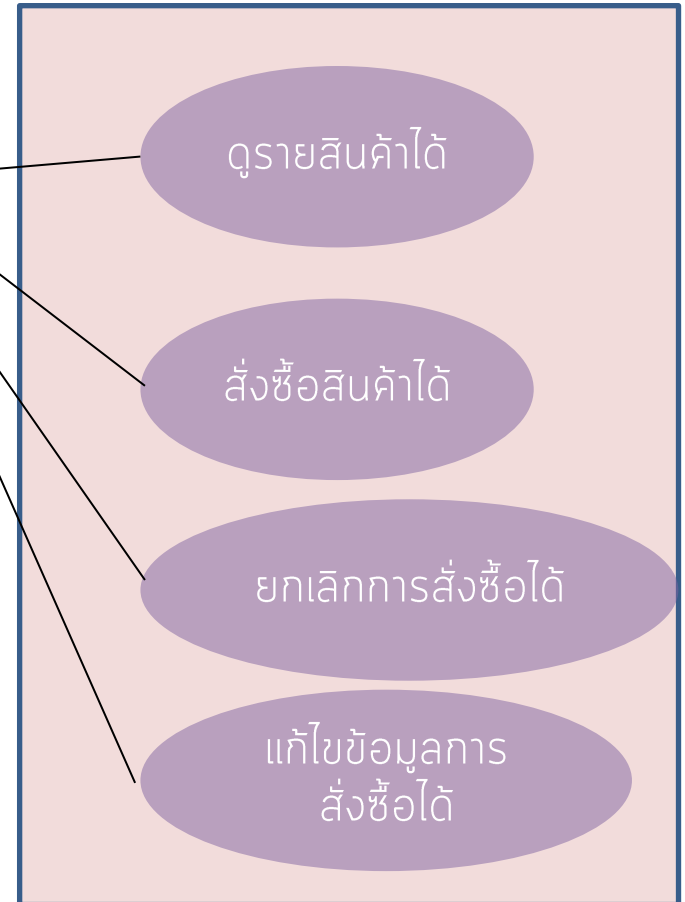 ดูรายสินค้าได้
สั่งซื้อสินค้าได้
ยกเลิกการสั่งซื้อได้
แก้ไขข้อมูลการ
สั่งซื้อได้